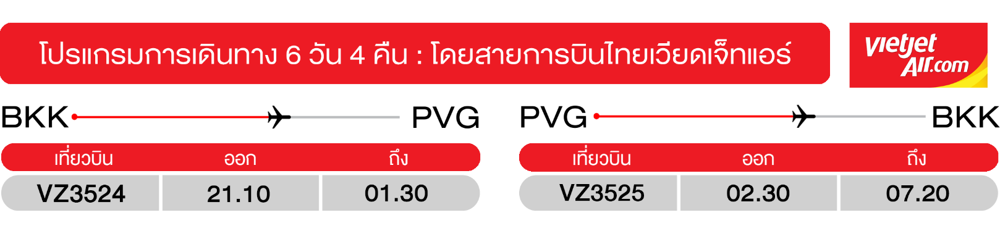 โปรแกรมการเดินทาง 6 วัน 4 คืน : โดยสายการบินไทยเวียดเจ็ทแอร์
vietjet
Air.com
BKK PVG
เที่ยวบิน ออก ถึง
VZ3524 21.10 01.30
PVG BKK
เที่ยวบิน ออก ถึง
VZ3525 02.30 07.20